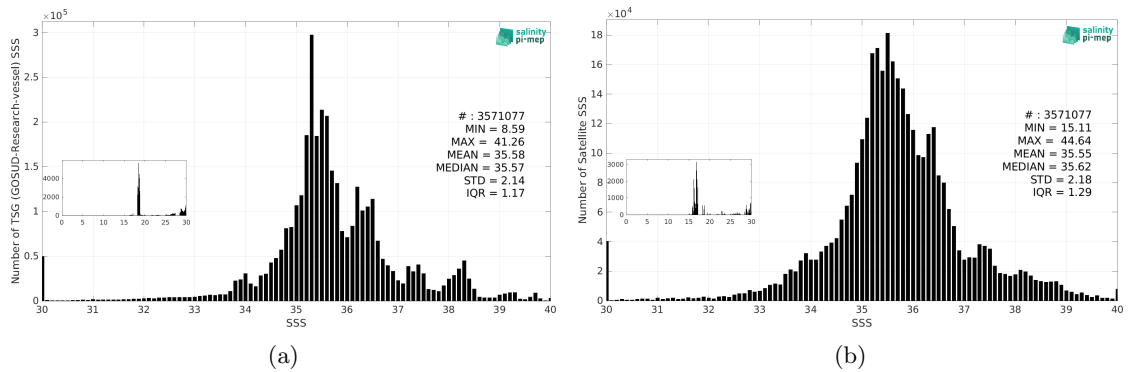 ×10⁵
salinity
pi-mep
Number of TSG (GOSUD-Research-vessel) SSS
3
2.5
2
1.5
1
0.5
0
# : 3571077
MIN = 8.59
MAX = 41.26
MEAN = 35.58
MEDIAN = 35.57
STD = 2.14
IQR = 1.17
4000
2000
0
0 5 10 15 20 25 30
30 31 32 33 34 35 36 37 38 39 40
SSS
(a)
×10⁴
salinity
pi-mep
Number of Satellite SSS
18
16
14
12
10
8
6
4
2
0
# : 3571077
MIN = 15.11
MAX = 44.64
MEAN = 35.55
MEDIAN = 35.62
STD = 2.18
IQR = 1.29
3000
2000
1000
0
0 5 10 15 20 25 30
30 31 32 33 34 35 36 37 38 39 40
SSS
(b)